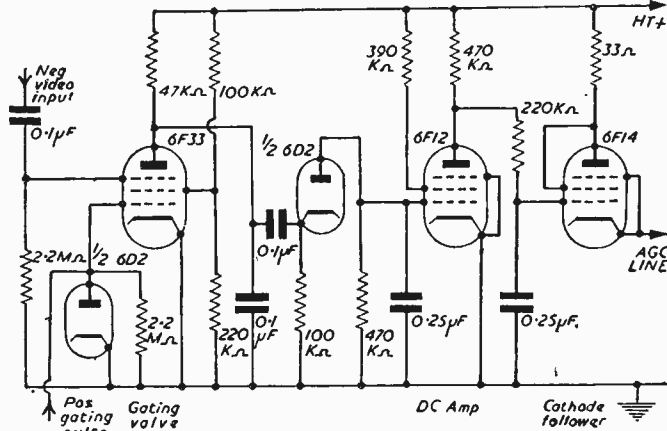 HT+
Neg
video
input
0.1µF
47KΩ
100KΩ
6F33
½ 6D2
390
KΩ
470
KΩ
6F12
220KΩ
33Ω
6F14
2.2MΩ
½ 6D2
2.2
MΩ
220
KΩ
0.1
µF
0.1µF
100
KΩ
470
KΩ
0.25µF
0.25µF
AGC
LINE
Pos
gating
Gating
valve
DC Amp
Cathode
follower